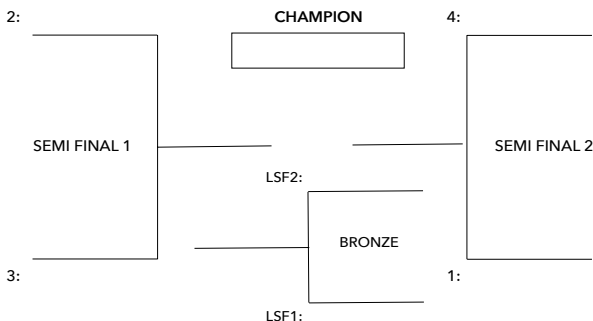 2:
CHAMPION
4:
SEMI FINAL 1
SEMI FINAL 2
LSF2:
BRONZE
3:
1:
LSF1: